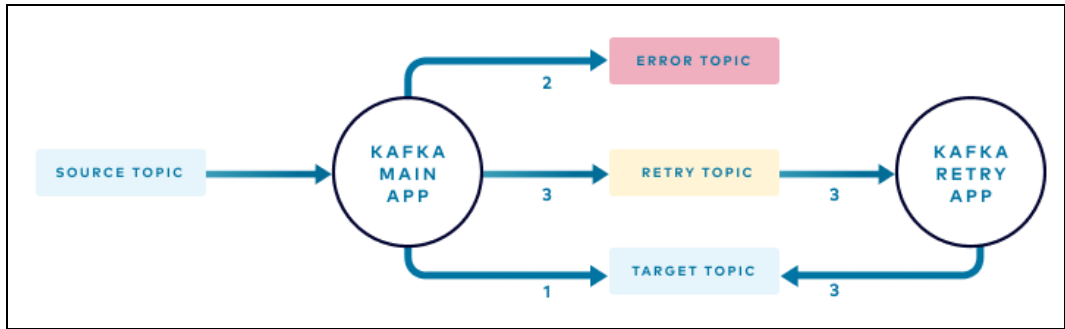 ERROR TOPIC
2
SOURCE TOPIC
KAFKA
MAIN
APP
3
RETRY TOPIC
3
KAFKA
RETRY
APP
TARGET TOPIC
1
3